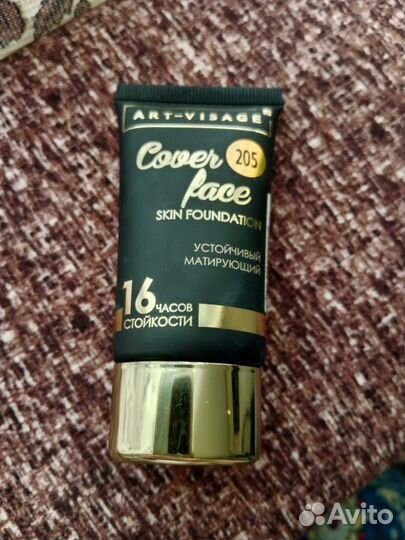 ART-VISAGE®
Cover
205
face
SKIN FOUNDATION
УСТОЙЧИВЫЙ
МАТИРУЮЩИЙ
16 ЧАСОВ
СТОЙКОСТИ
Avito